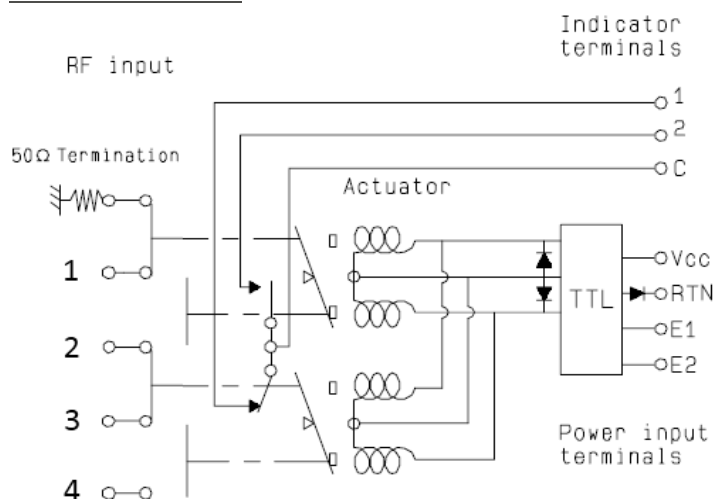 Indicator
terminals
RF input
1
2
50Ω Termination
C
Actuator
1
Vcc
TTL
RTN
2
E1
E2
3
Power input
terminals
4